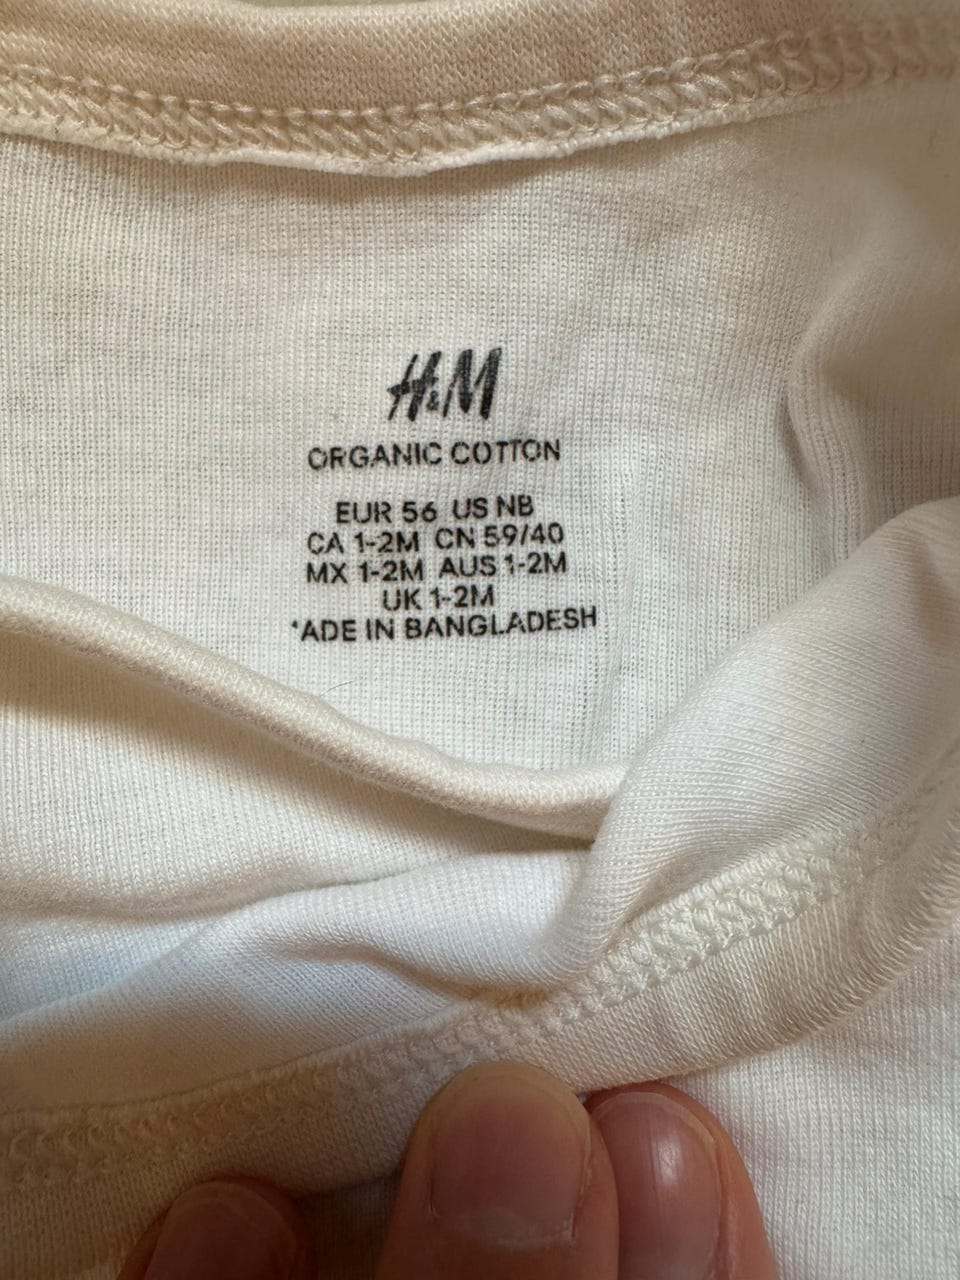 H&M
ORGANIC COTTON
EUR 56 US NB
CA 1-2M CN 59/40
MX 1-2M AUS 1-2M
UK 1-2M
'ADE IN BANGLADESH